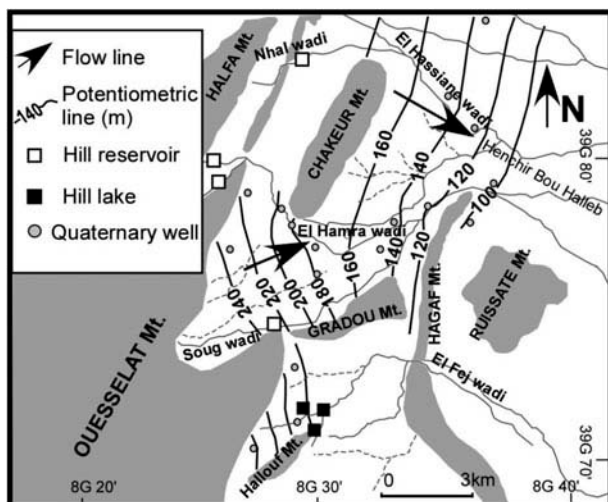 Flow line
-140- Potentiometric
line (m)
Hill reservoir
Hill lake
Quaternary well
HALFA Mt.
Nhal wadi
El Hassiane wadi
N
CHAKEUR Mt.
160
140
120
100
Henchir Bou Halleb
39G 80'
El Hamra wadi
240
220
200
180
160
140
120
HAGAF Mt.
RUISSATE Mt.
GRADOU Mt.
Soug wadi
OUESSELAT Mt.
El Fej wadi
Hallouf Mt.
39G 70'
8G 20'
8G 30'
0 3km
8G 40'